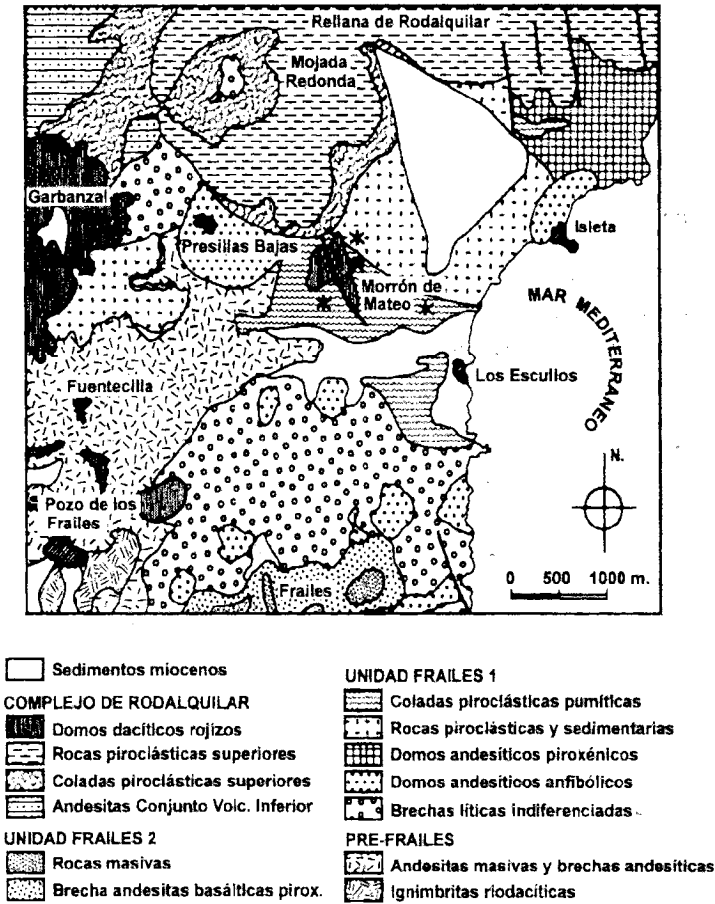 Rellana de Rodalquilar
Mojada
Redonda
Garbanzal
Presillas Bajas
Isleta
Morrón de
Mateo
MAR MEDITERRANEO
Los Escullos
Fuentecilla
N.
Pozo de los
Frailes
Frailes
0 500 1000 m.
Sedimentos miocenos
COMPLEJO DE RODALQUILAR
Domos dacíticos rojizos
Rocas piroclásticas superiores
Coladas piroclásticas superiores
Andesitas Conjunto Volc. Inferior
UNIDAD FRAILES 2
Rocas masivas
Brecha andesitas basálticas pirox.
UNIDAD FRAILES 1
Coladas piroclásticas pumíticas
Rocas piroclásticas y sedimentarias
Domos andesíticos piroxénicos
Domos andesíticos anfibólicos
Brechas líticas indiferenciadas
PRE-FRAILES
Andesitas masivas y brechas andesíticas
Ignimbritas riodacíticas